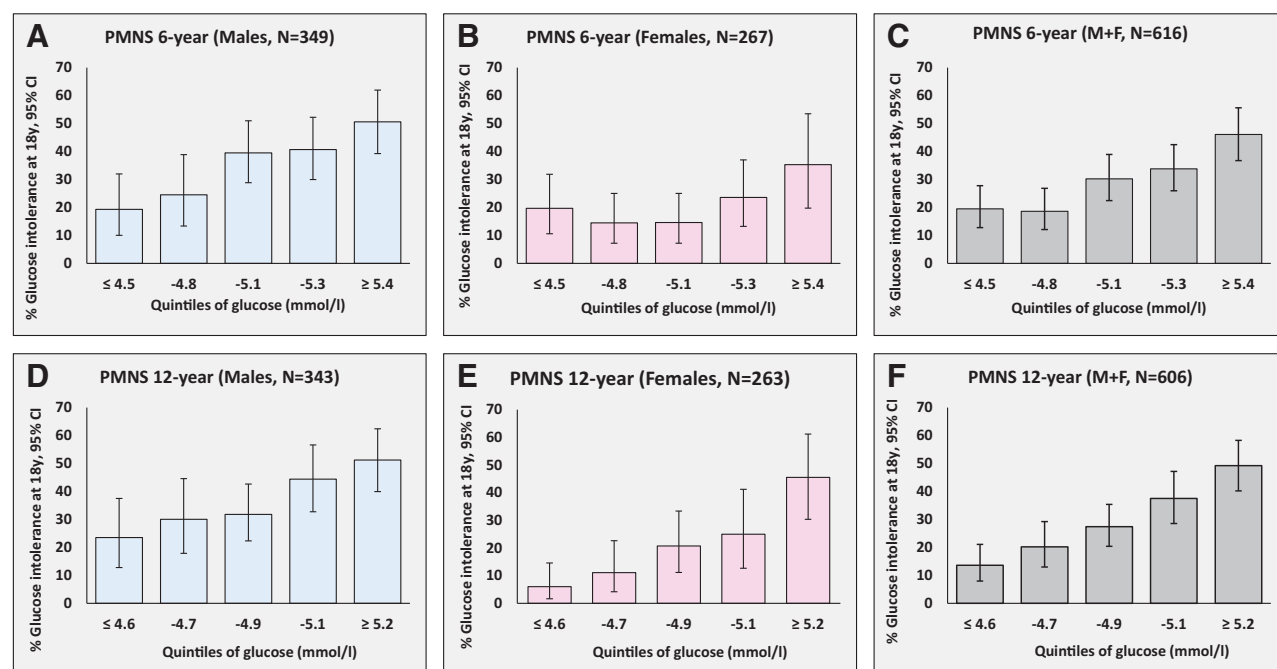 A
PMNS 6-year (Males, N=349)
% Glucose intolerance at 18y, 95% CI
70
60
50
40
30
20
10
0
≤ 4.5 -4.8 -5.1 -5.3 ≥ 5.4
Quintiles of glucose (mmol/l)
B
PMNS 6-year (Females, N=267)
% Glucose intolerance at 18y, 95% CI
70
60
50
40
30
20
10
0
≤ 4.5 -4.8 -5.1 -5.3 ≥ 5.4
Quintiles of glucose (mmol/l)
C
PMNS 6-year (M+F, N=616)
% Glucose intolerance at 18y, 95% CI
70
60
50
40
30
20
10
0
≤ 4.5 -4.8 -5.1 -5.3 ≥ 5.4
Quintiles of glucose (mmol/l)
D
PMNS 12-year (Males, N=343)
% Glucose intolerance at 18y, 95% CI
70
60
50
40
30
20
10
0
≤ 4.6 -4.7 -4.9 -5.1 ≥ 5.2
Quintiles of glucose (mmol/l)
E
PMNS 12-year (Females, N=263)
% Glucose intolerance at 18y, 95% CI
70
60
50
40
30
20
10
0
≤ 4.6 -4.7 -4.9 -5.1 ≥ 5.2
Quintiles of glucose (mmol/l)
F
PMNS 12-year (M+F, N=606)
% Glucose intolerance at 18y, 95% CI
70
60
50
40
30
20
10
0
≤ 4.6 -4.7 -4.9 -5.1 ≥ 5.2
Quintiles of glucose (mmol/l)